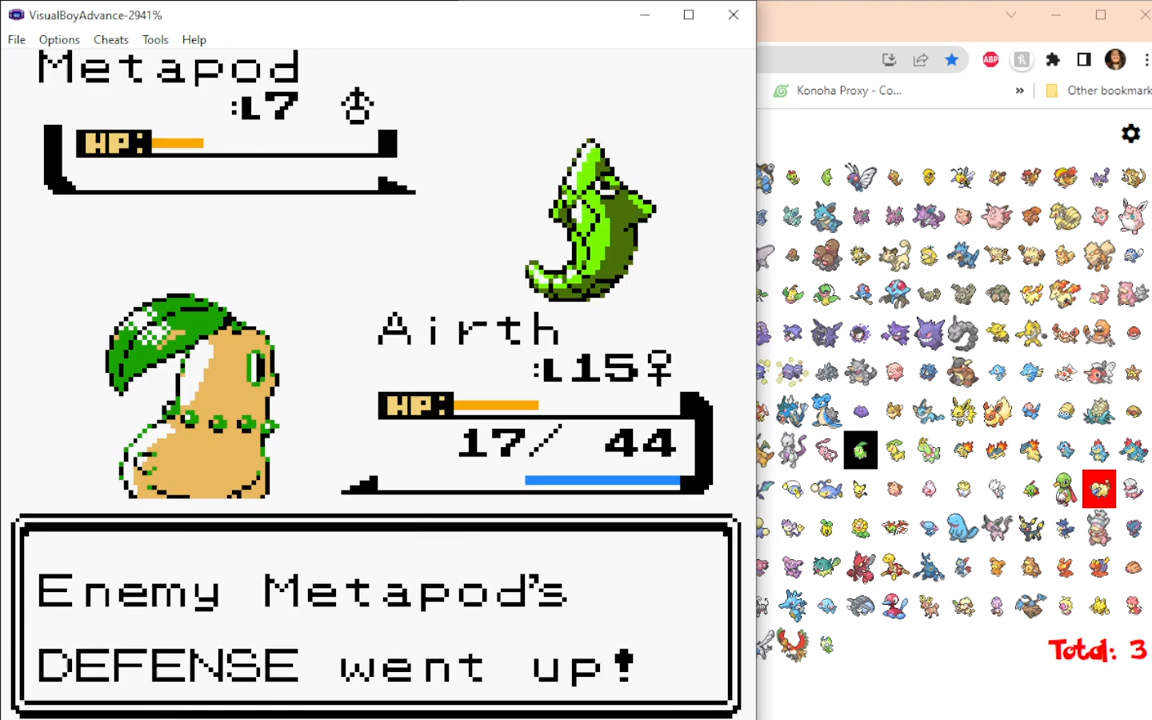 VisualBoyAdvance-2941%
File Options Cheats Tools Help
Metapod
:L7 ♂
HP:
Airth
:L15♀
HP:
17/ 44
Enemy Metapod's
DEFENSE went up!
ABP
Konoha Proxy - Co...
»
Other bookmark
Total: 3